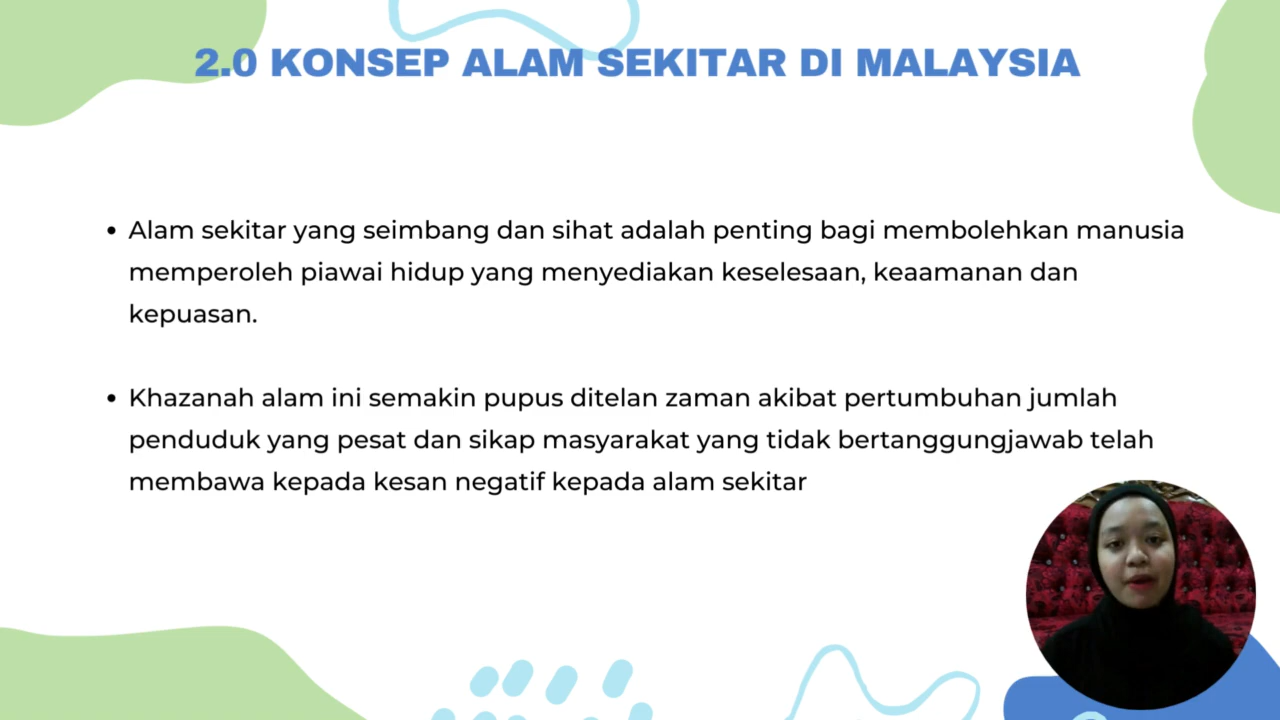 2.0 KONSEP ALAM SEKITAR DI MALAYSIA
• Alam sekitar yang seimbang dan sihat adalah penting bagi membolehkan manusia
memperoleh piawai hidup yang menyediakan keselesaan, keaamanan dan
kepuasan.
• Khazanah alam ini semakin pupus ditelan zaman akibat pertumbuhan jumlah
penduduk yang pesat dan sikap masyarakat yang tidak bertanggungjawab telah
membawa kepada kesan negatif kepada alam sekitar